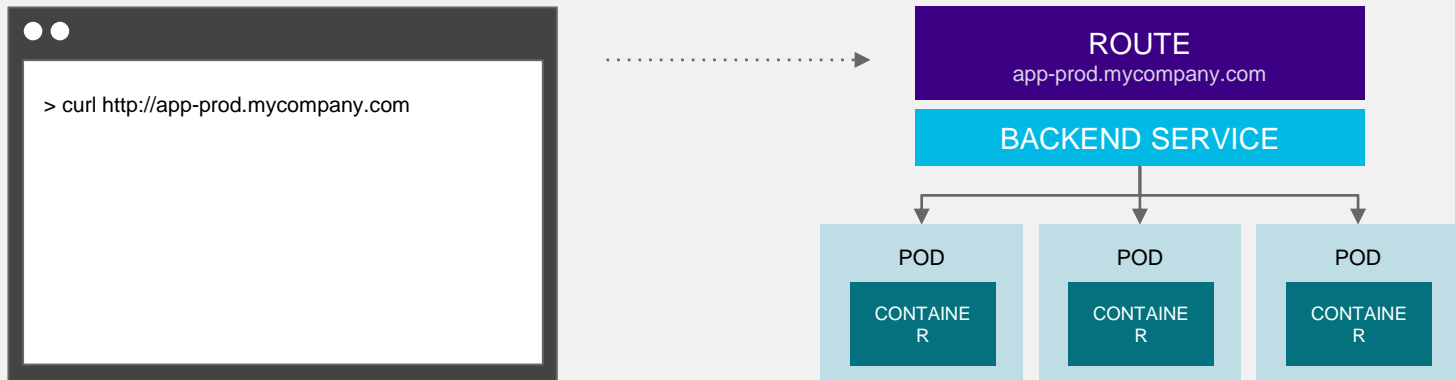 > curl http://app-prod.mycompany.com
ROUTE
app-prod.mycompany.com
BACKEND SERVICE
POD
CONTAINE
R
POD
CONTAINE
R
POD
CONTAINE
R